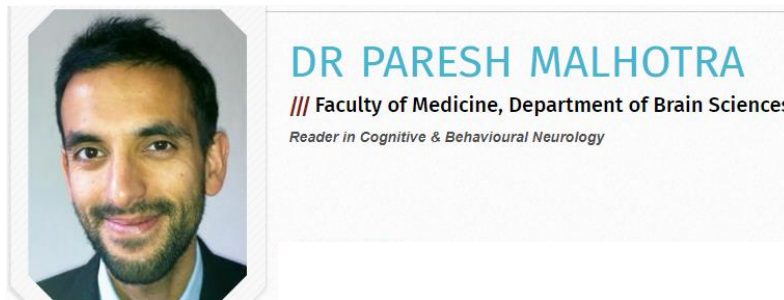 DR PARESH MALHOTRA
/// Faculty of Medicine, Department of Brain Sciences
Reader in Cognitive & Behavioural Neurology